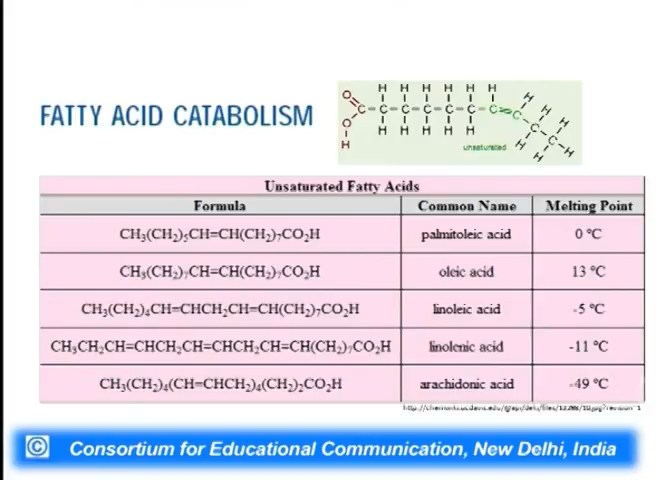 FATTY ACID CATABOLISM
unsaturated
Unsaturated Fatty Acids
Formula Common Name Melting Point
CH₃(CH₂)₅CH=CH(CH₂)₇CO₂H palmitoleic acid 0 °C
CH₃(CH₂)₇CH=CH(CH₂)₇CO₂H oleic acid 13 °C
CH₃(CH₂)₄CH=CHCH₂CH=CH(CH₂)₇CO₂H linoleic acid -5 °C
CH₃CH₂CH=CHCH₂CH=CHCH₂CH=CH(CH₂)₇CO₂H linolenic acid -11 °C
CH₃(CH₂)₄(CH=CHCH₂)₄(CH₂)₂CO₂H arachidonic acid -49 °C
© Consortium for Educational Communication, New Delhi, India